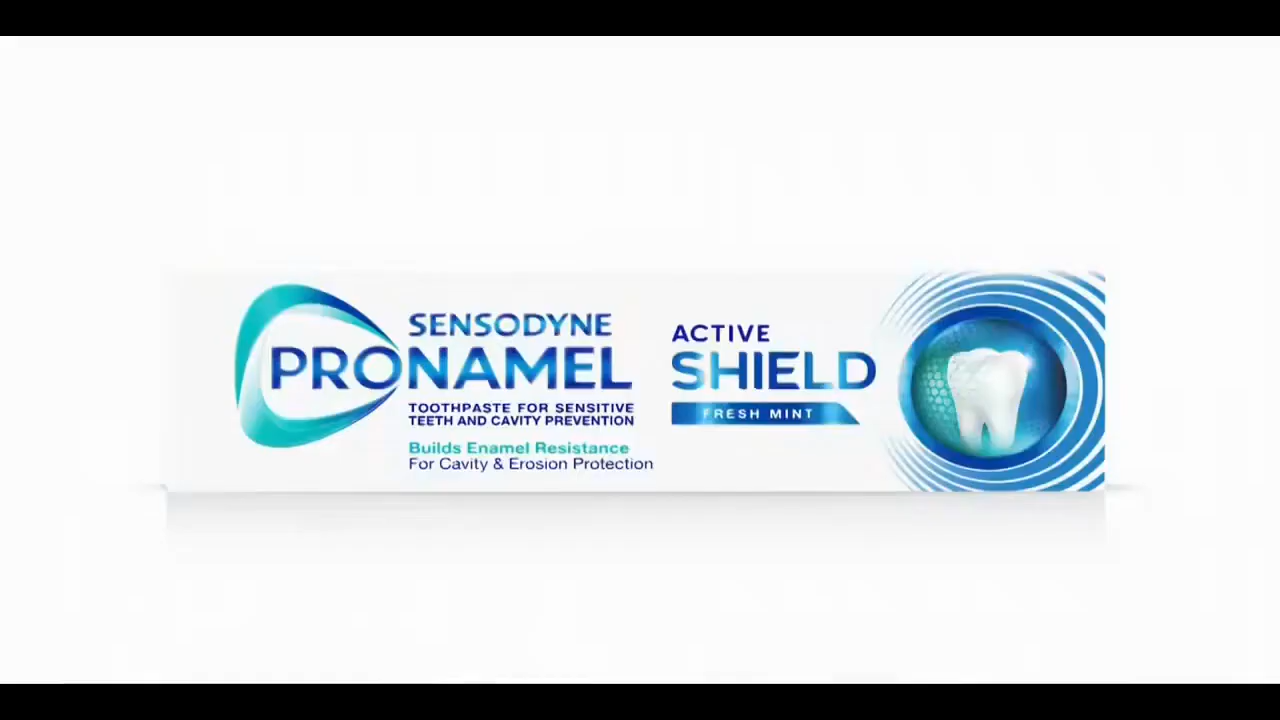 SENSODYNE
PRONAMEL
TOOTHPASTE FOR SENSITIVE
TEETH AND CAVITY PREVENTION
Builds Enamel Resistance
For Cavity & Erosion Protection
ACTIVE
SHIELD
FRESH MINT